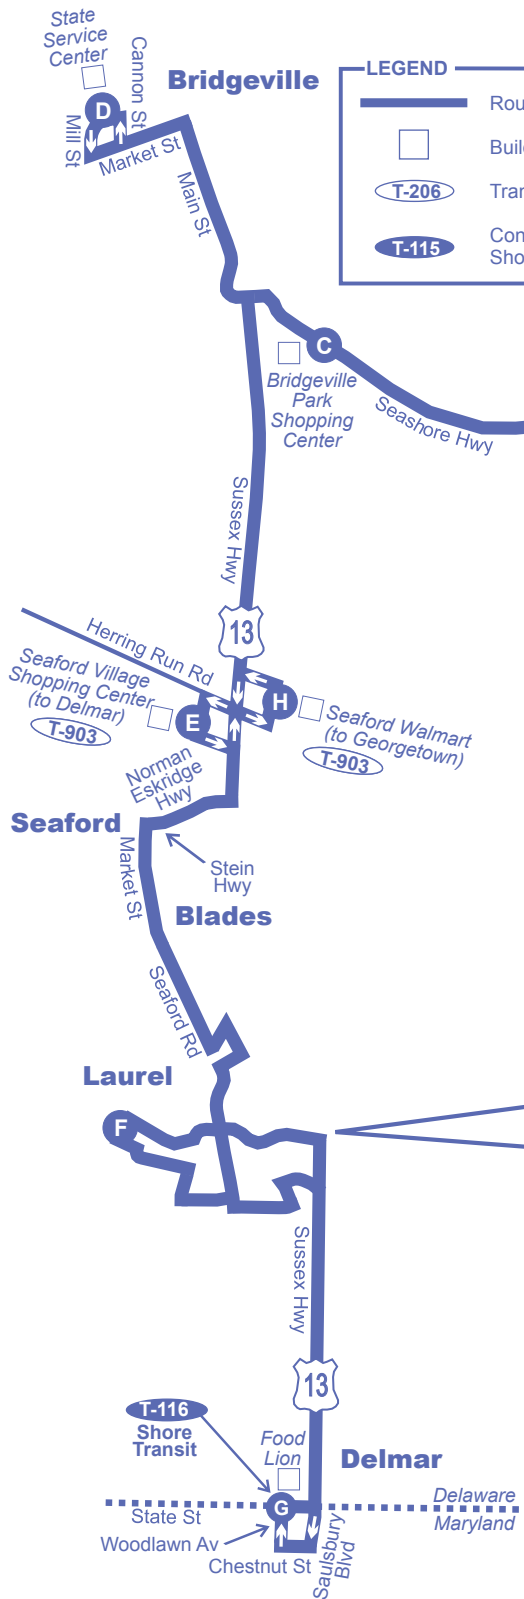 State
Service
Center
Cannon St
Bridgeville
D
Mill St
Market St
Main St
LEGEND
T-206
T-115
C
Bridgeville
Park
Shopping
Center
Seashore Hwy
Sussex Hwy
13
Herring Run Rd
Seaford Village
Shopping Center
(to Delmar)
T-903
E
H
Seaford Walmart
(to Georgetown)
T-903
Norman
Eskridge
Hwy
Seaford
Stein
Hwy
Market St
Blades
Seaford Rd
Laurel
F
Sussex Hwy
13
T-116
Shore
Transit
Food
Lion
Delmar
G
Delaware
Maryland
State St
Woodlawn Av
Chestnut St
Saulsbury
Blvd